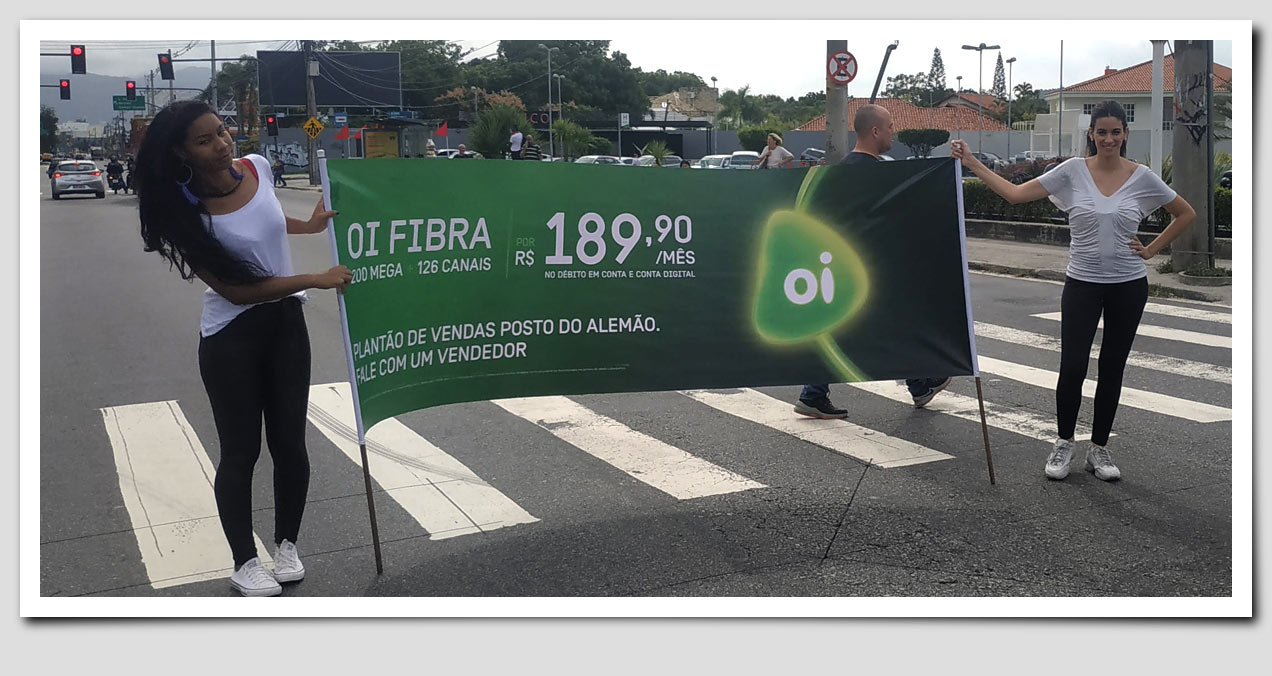 OI FIBRA
200 MEGA + 126 CANAIS
POR
R$ 189,90
/MÊS
NO DÉBITO EM CONTA E CONTA DIGITAL
PLANTÃO DE VENDAS POSTO DO ALEMÃO.
FALE COM UM VENDEDOR
oi